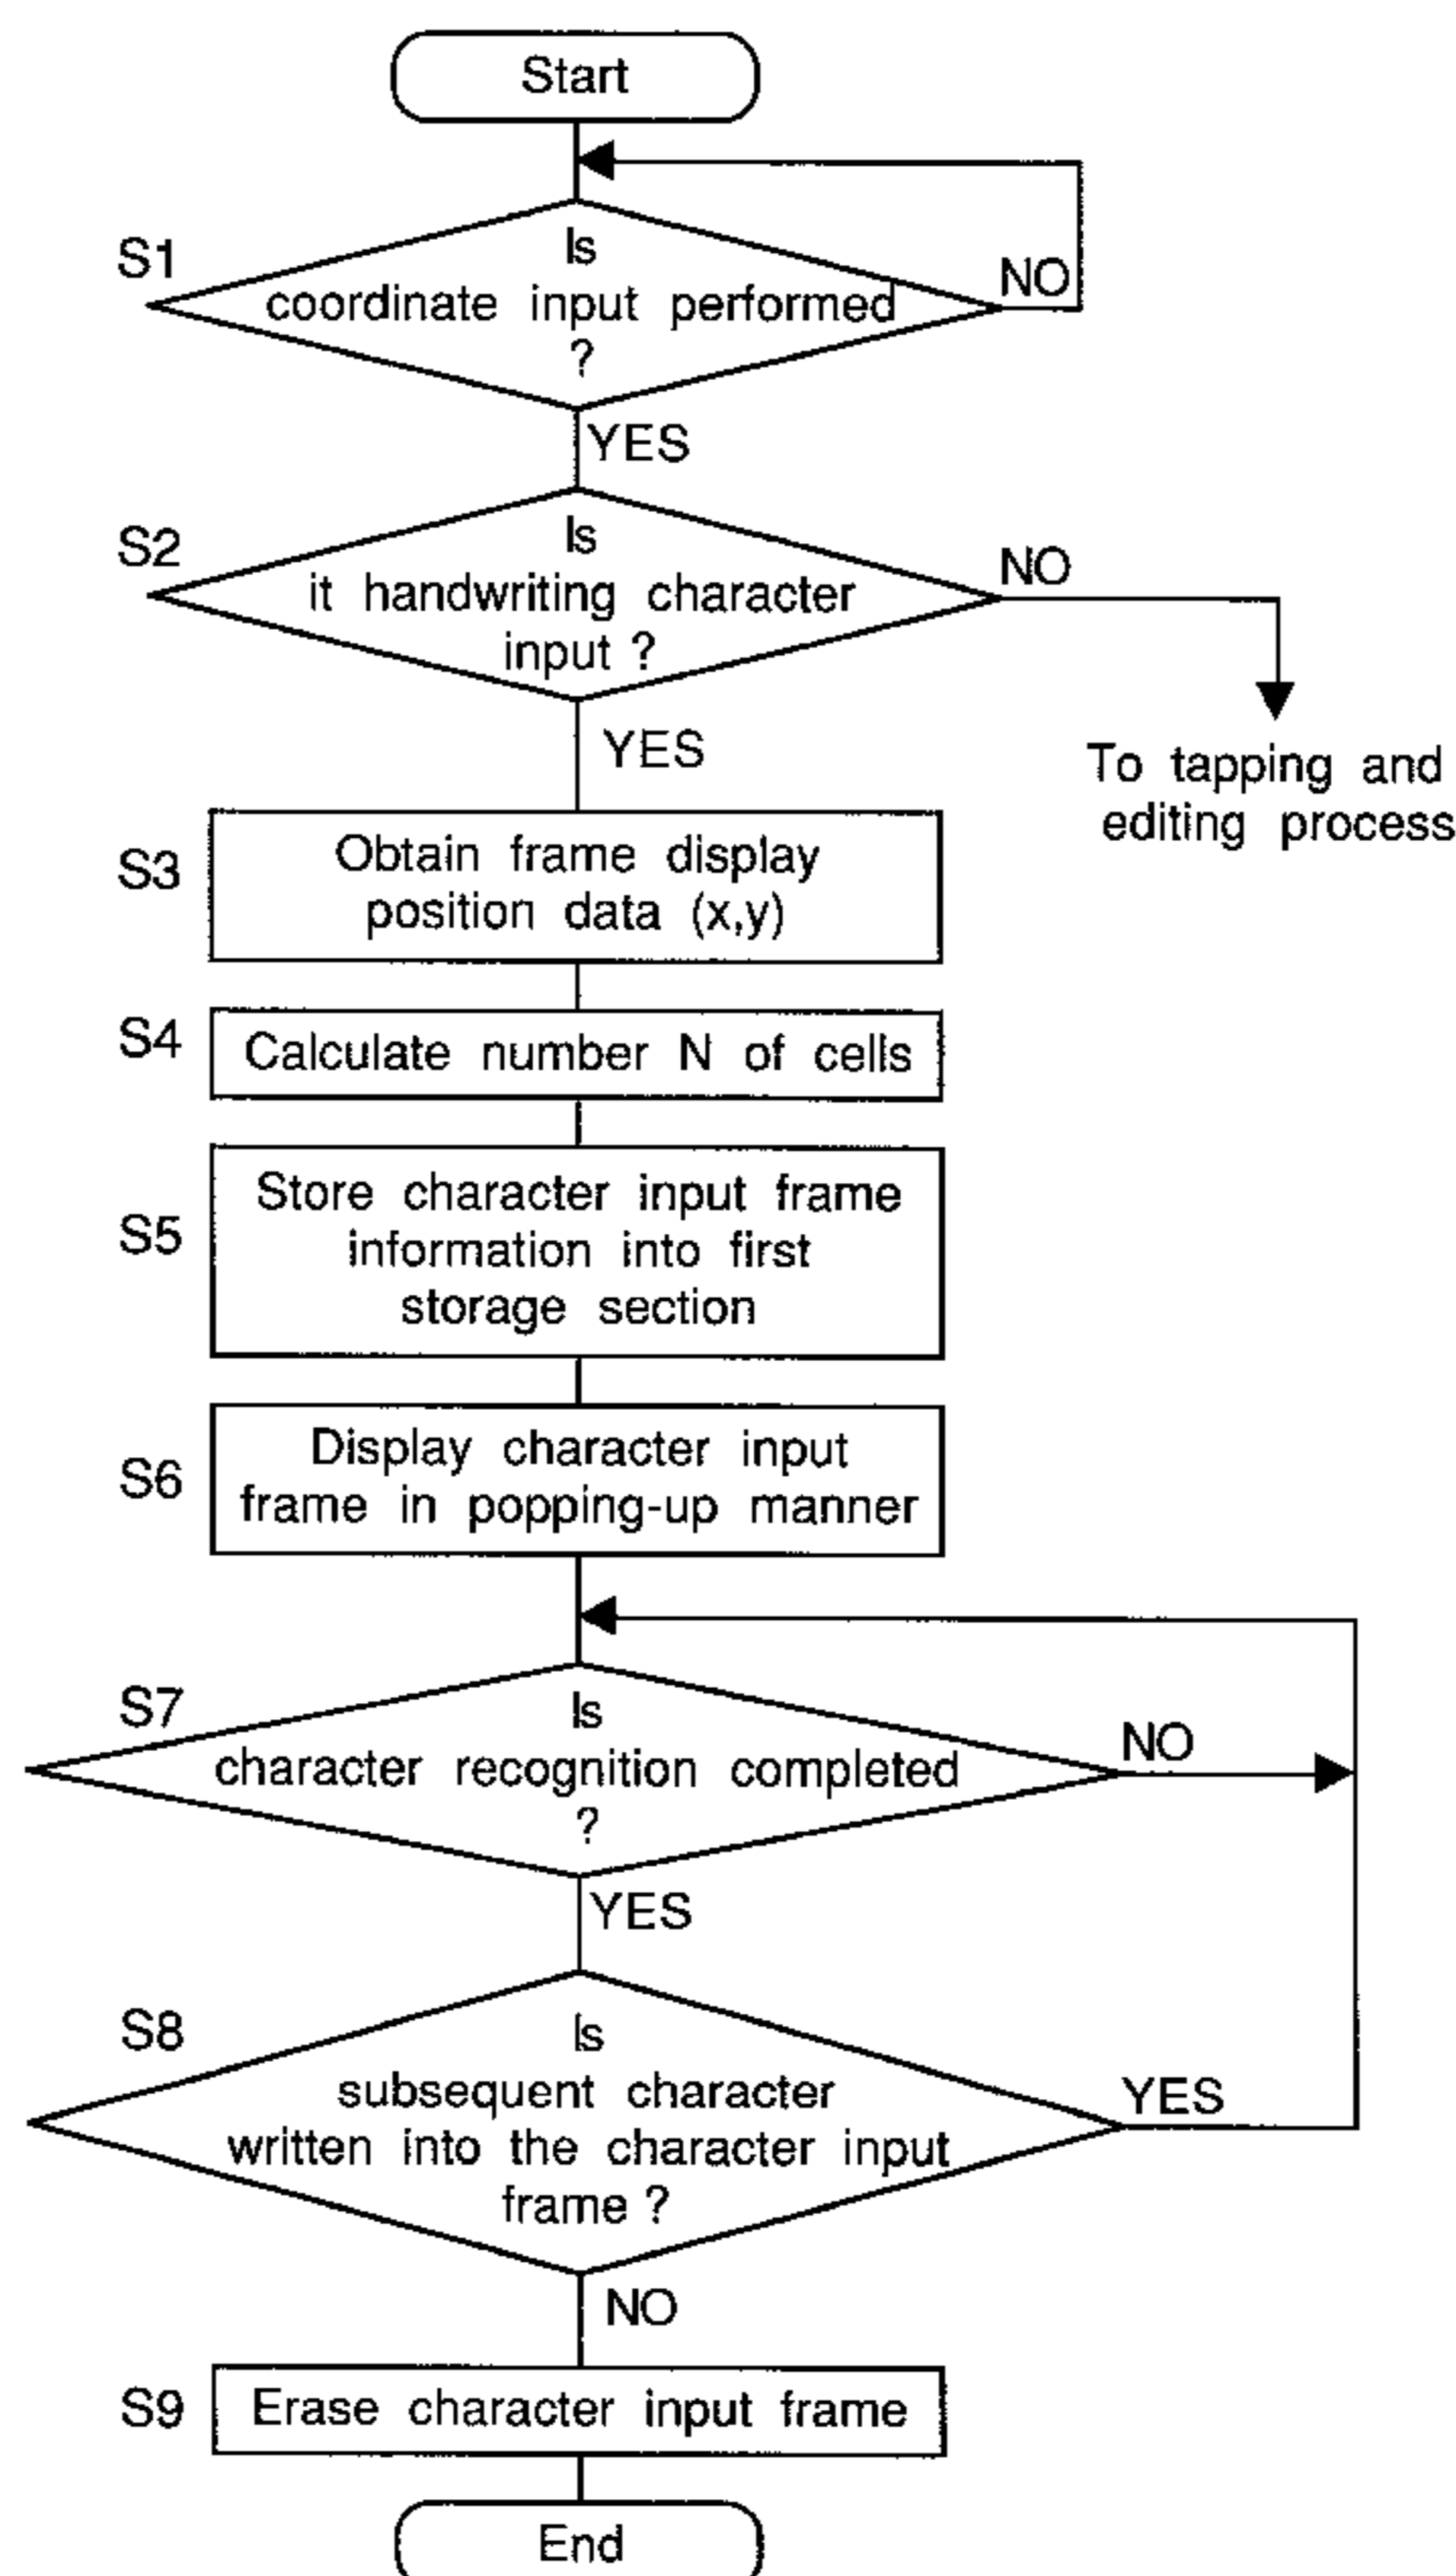 Start
S1
Is
coordinate input performed
?
NO
YES
S2
Is
it handwriting character
input ?
NO
YES
To tapping and
editing process
S3
Obtain frame display
position data (x,y)
S4
Calculate number N of cells
S5
Store character input frame
information into first
storage section
S6
Display character input
frame in popping-up manner
S7
Is
character recognition completed
?
NO
YES
S8
Is
subsequent character
written into the character input
frame ?
YES
NO
S9
Erase character input frame
End